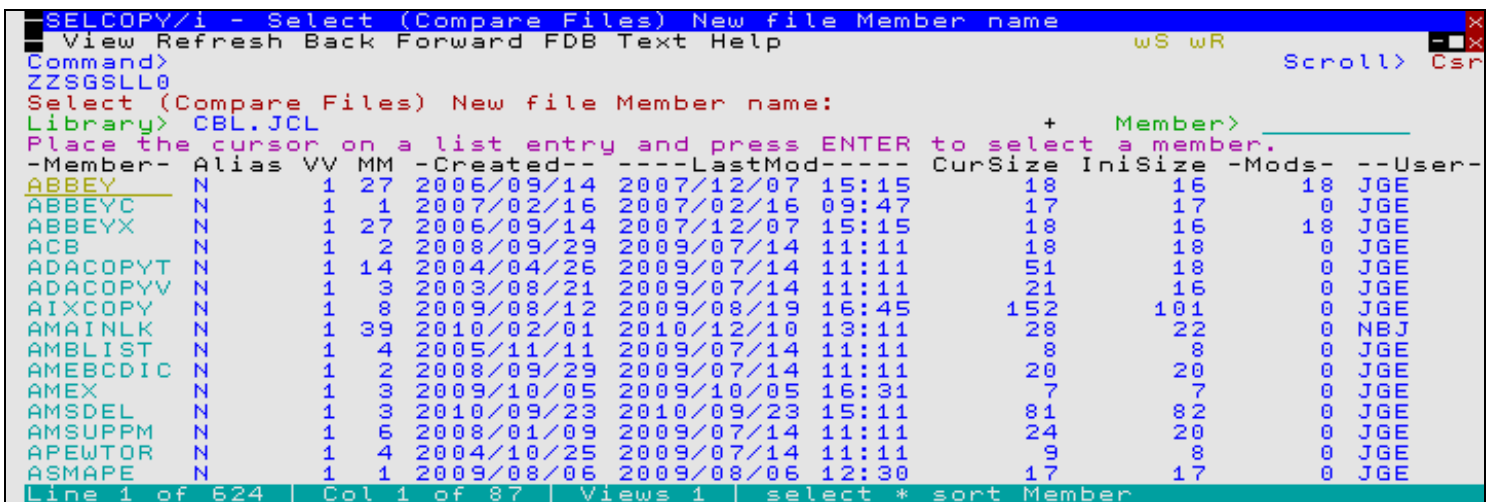 SELCOPY/i - Select (Compare Files) New file Member name
View Refresh Back Forward FDB Text Help wS wR
Command> Scroll> Csr
ZZSGSLL0
Select (Compare Files) New file Member name:
Library> CBL.JCL + Member>
Place the cursor on a list entry and press ENTER to select a member.
-Member- Alias VV MM -Created-- ----LastMod----- CurSize IniSize -Mods- --User-
ABBEY N 1 27 2006/09/14 2007/12/07 15:15 18 16 18 JGE
ABBEYC N 1 1 2007/02/16 2007/02/16 09:47 17 17 0 JGE
ABBEYX N 1 27 2006/09/14 2007/12/07 15:15 18 16 18 JGE
ACB N 1 2 2008/09/29 2009/07/14 11:11 18 18 0 JGE
ADACOPYT N 1 14 2004/04/26 2009/07/14 11:11 51 18 0 JGE
ADACOPYV N 1 3 2003/08/21 2009/07/14 11:11 21 16 0 JGE
AIXCOPY N 1 8 2009/08/12 2009/08/19 16:45 152 101 0 JGE
AMAINLK N 1 39 2010/02/01 2010/12/10 13:11 28 22 0 NBJ
AMBLIST N 1 4 2005/11/11 2009/07/14 11:11 8 8 0 JGE
AMEBCDIC N 1 2 2008/09/29 2009/07/14 11:11 20 20 0 JGE
AMEX N 1 3 2009/10/05 2009/10/05 16:31 7 7 0 JGE
AMSDEL N 1 3 2010/09/23 2010/09/23 15:11 81 82 0 JGE
AMSUPPM N 1 6 2008/01/09 2009/07/14 11:11 24 20 0 JGE
APEWTOR N 1 4 2004/10/25 2009/07/14 11:11 9 8 0 JGE
ASMAPE N 1 1 2009/08/06 2009/08/06 12:30 17 17 0 JGE
Line 1 of 624 | Col 1 of 87 | Views 1 | select * sort Member